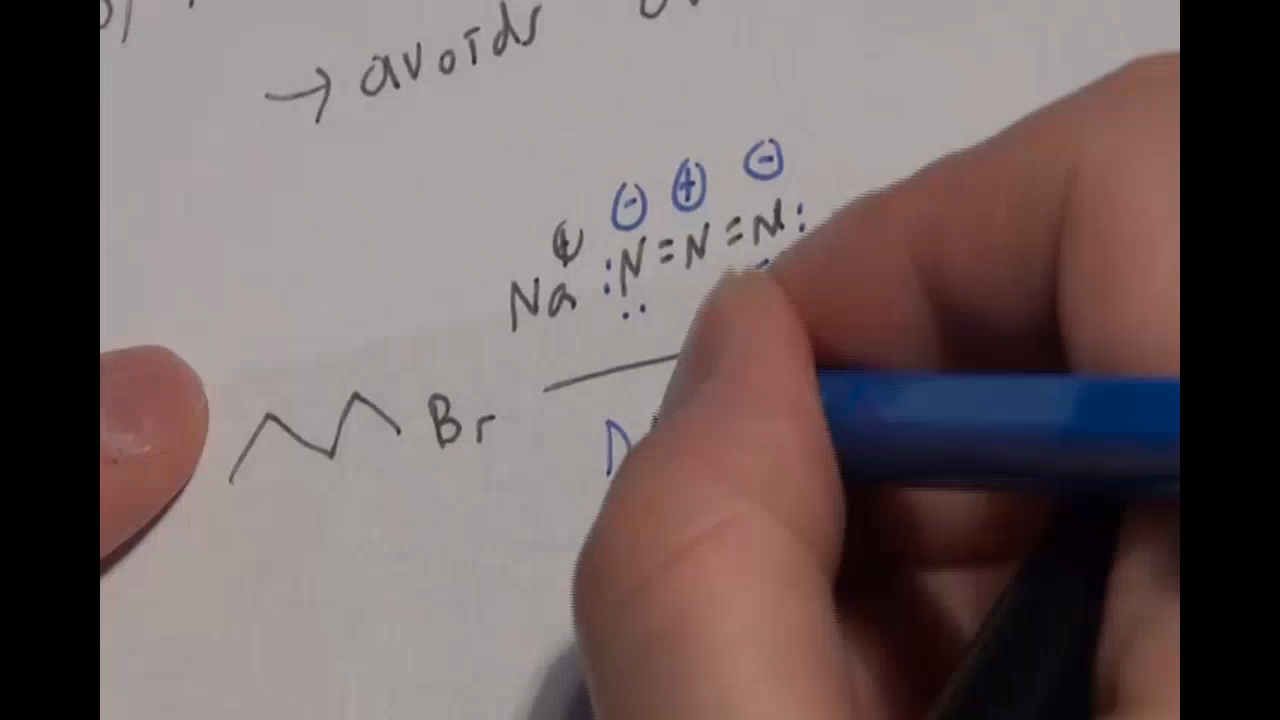 → avoids
⊖ ⊕ ⊖
⊕
Na :N=N=N:
Br
D